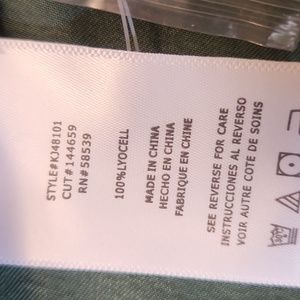 STYLE#KJ48101
CUT#144659
RN#58539
100%LYOCELL
MADE IN CHINA
HECHO EN CHINA
FABRIQUE EN CHINE
SEE REVERSE FOR CARE
INSTRUCCIONES AL REVERSO
VOIR AUTRE COTE DE SOINS